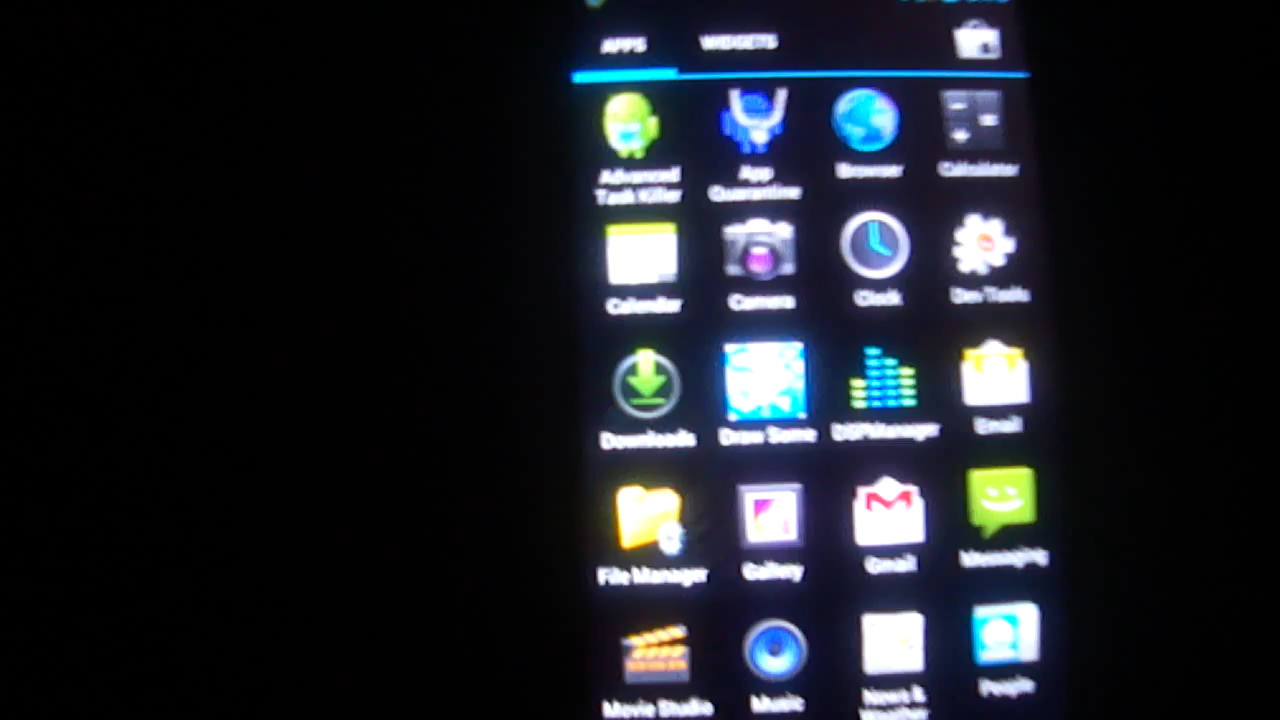 APPS WIDGETS
Advanced Task Killer
App Quarantine
Browser
Calculator
Calendar
Camera
Clock
Dev Tools
Downloads
Draw Some
DSPManager
Email
File Manager
Gallery
Gmail
Messaging
Movie Studio
Music
News & Weather
People